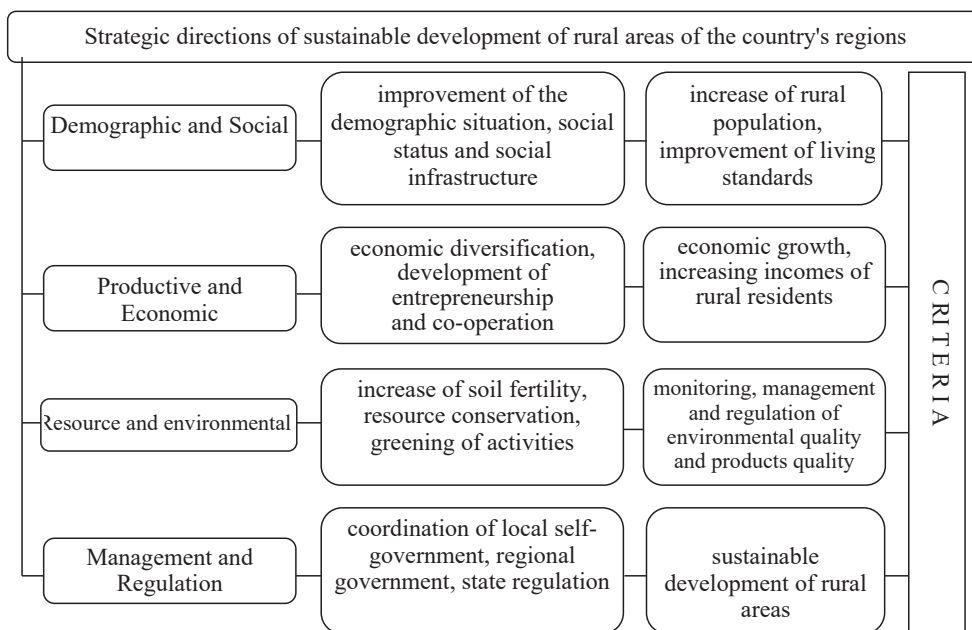 Strategic directions of sustainable development of rural areas of the country's regions
Demographic and Social
improvement of the
demographic situation, social
status and social
infrastructure
increase of rural
population,
improvement of living
standards
Productive and
Economic
economic diversification,
development of
entrepreneurship
and co-operation
economic growth,
increasing incomes of
rural residents
Resource and environmental
increase of soil fertility,
resource conservation,
greening of activities
monitoring, management
and regulation of
environmental quality
and products quality
Management and
Regulation
coordination of local self-
government, regional
government, state regulation
sustainable
development of rural
areas
CRITERIA